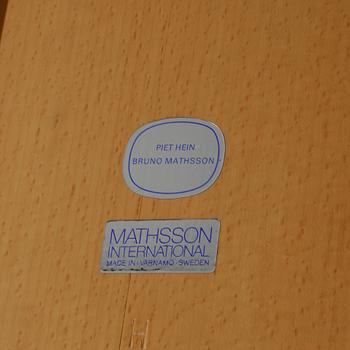 PIET HEIN
BRUNO MATHSSON
MATHSSON
INTERNATIONAL
MADE IN · VÄRNAMO · SWEDEN